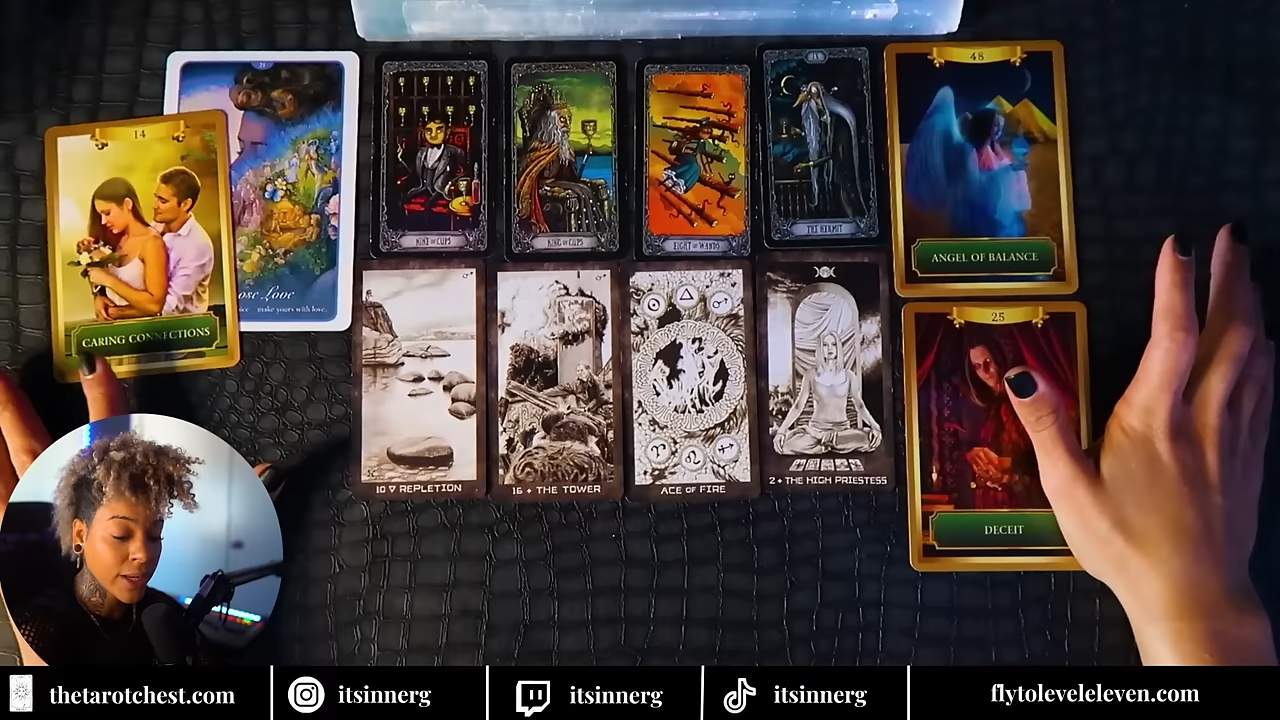 14
CARING CONNECTIONS
21
ose Love
ice make yours with love.
NINE OF CUPS
KING OF CUPS
EIGHT OF WANDS
THE HERMIT
48
ANGEL OF BALANCE
10 ▽ REPLETION
16 + THE TOWER
ACE OF FIRE
2 + THE HIGH PRIESTESS
25
DECEIT
thetarotchest.com
itsinnerg
itsinnerg
itsinnerg
flytoleveleleven.com